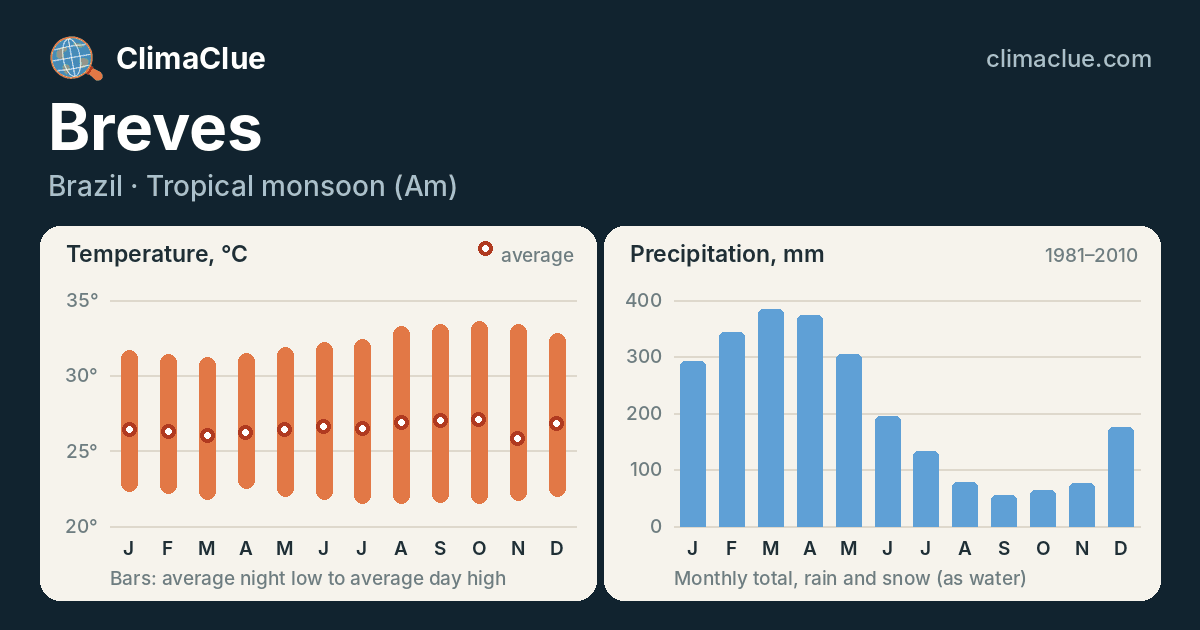 ClimaClue
climaclue.com
Breves
Brazil · Tropical monsoon (Am)
Temperature, °C
average
35°
30°
25°
20°
J F M A M J J A S O N D
Bars: average night low to average day high
Precipitation, mm
1981–2010
400
300
200
100
0
J F M A M J J A S O N D
Monthly total, rain and snow (as water)